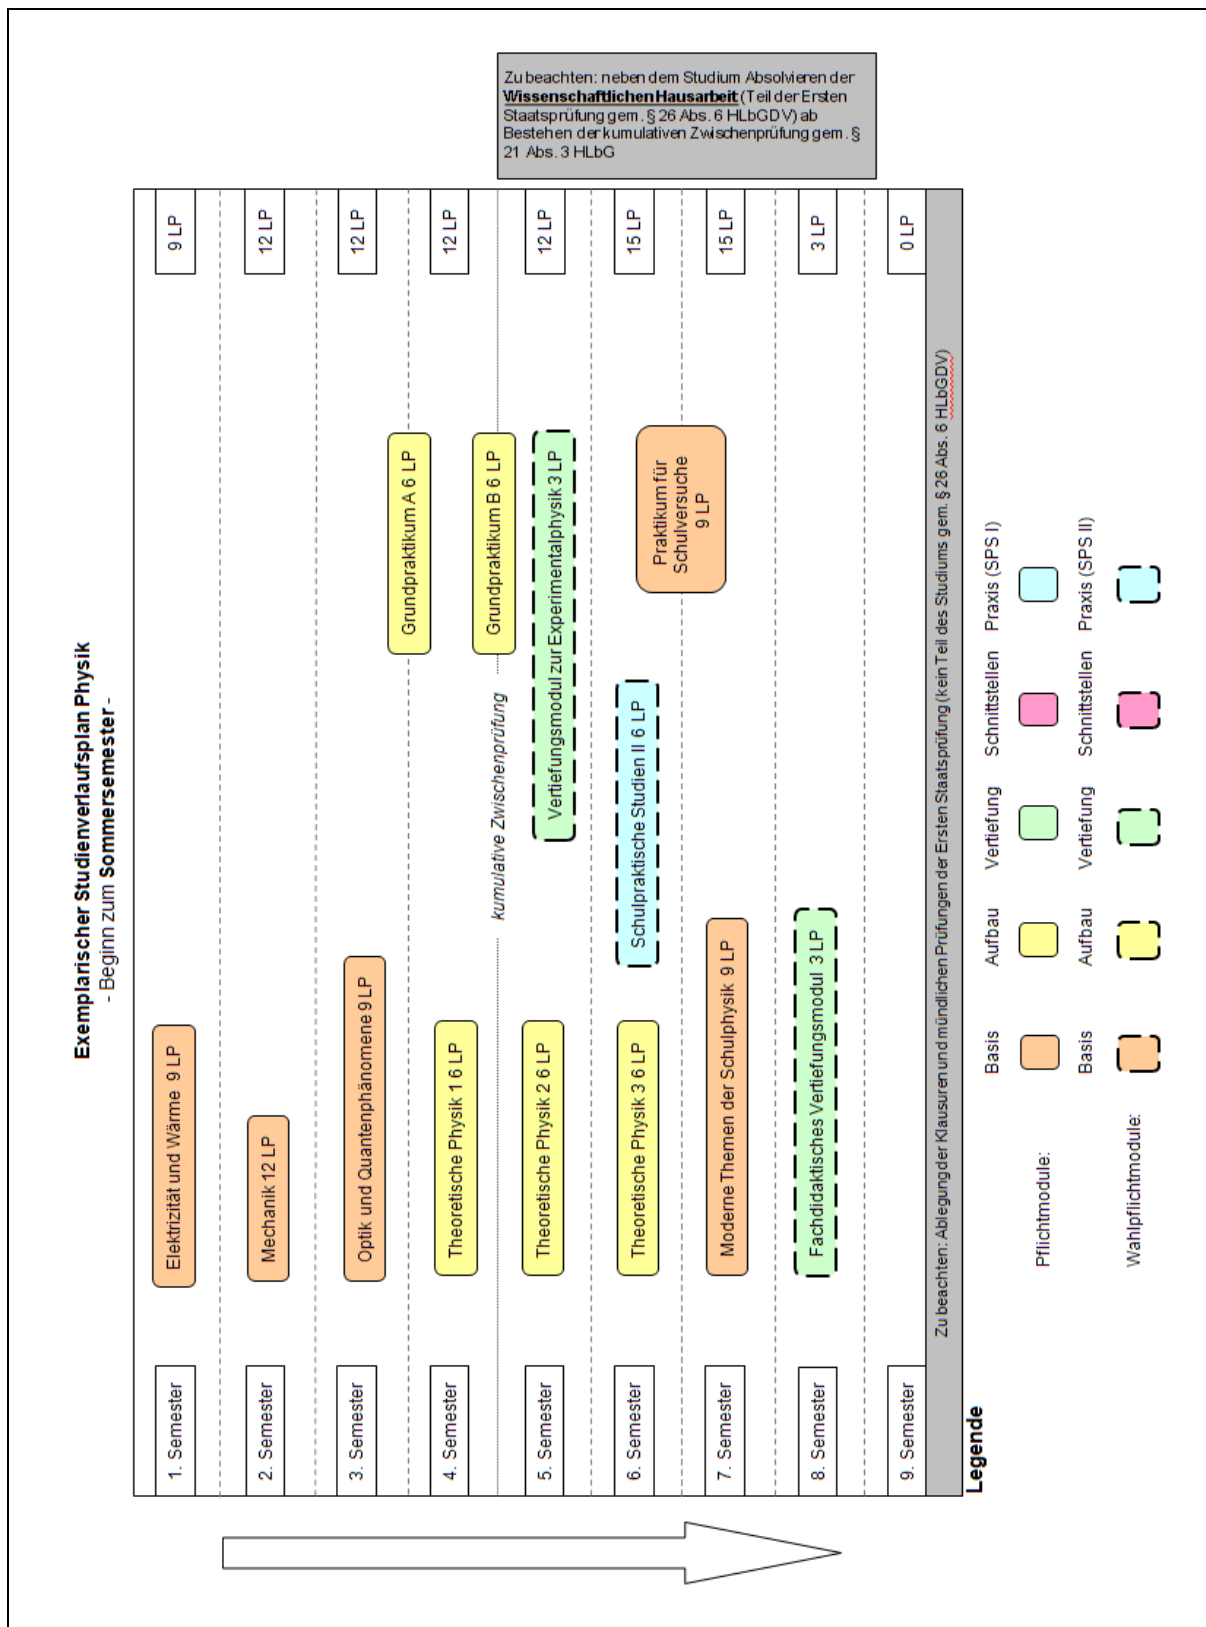 Exemplarischer Studienverlaufsplan Physik
- Beginn zum Sommersemester -
Zu beachten: neben dem Studium Absolvieren der
Wissenschaftlichen Hausarbeit (Teil der Ersten
Staatsprüfung gem. § 26 Abs. 6 HLbGDV) ab
Bestehen der kumulativen Zwischenprüfung gem. §
21 Abs. 3 HLbG
1. Semester
Elektrizität und Wärme 9 LP
9 LP
2. Semester
Mechanik 12 LP
12 LP
3. Semester
Optik und Quantenphänomene 9 LP
12 LP
Grundpraktikum A 6 LP
4. Semester
Theoretische Physik 1 6 LP
12 LP
kumulative Zwischenprüfung
Grundpraktikum B 6 LP
5. Semester
Theoretische Physik 2 6 LP
Vertiefungsmodul zur Experimentalphysik 3 LP
12 LP
6. Semester
Theoretische Physik 3 6 LP
Schulpraktische Studien II 6 LP
15 LP
Praktikum für
Schulversuche
9 LP
7. Semester
Moderne Themen der Schulphysik 9 LP
15 LP
8. Semester
Fachdidaktisches Vertiefungsmodul 3 LP
3 LP
9. Semester
0 LP
Zu beachten: Ablegung der Klausuren und mündlichen Prüfungen der Ersten Staatsprüfung (kein Teil des Studiums gem. § 26 Abs. 6 HLbGDV)
Legende
Basis Aufbau Vertiefung Schnittstellen Praxis (SPS I)
Pflichtmodule:
Basis Aufbau Vertiefung Schnittstellen Praxis (SPS II)
Wahlpflichtmodule: